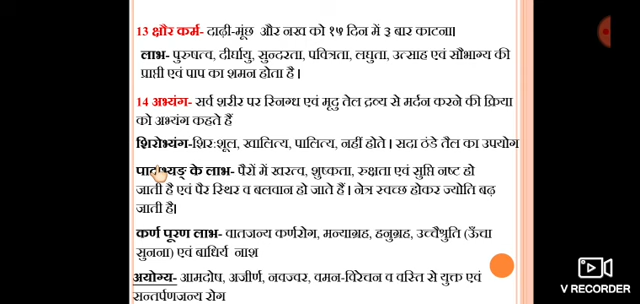 13 क्षौर कर्म- दाढ़ी-मूंछ और नख को १५ दिन में ३ बार काटना।
लाभ- पुरुषत्व, दीर्घायु, सुन्दरता, पवित्रता, लघुता, उत्साह एवं सौभाग्य की
प्राप्ती एवं पाप का शमन होता है।
14 अभ्यंग- सर्व शरीर पर स्निग्ध एवं मृदु तेल द्रव्य से मर्दन करने की क्रिया
को अभ्यंग कहते हैं
शिरोभ्यंग- शिर:शूल, खालित्य, पालित्य, नहीं होते। सदा ठंडे तैल का उपयोग
पादाभ्यङ्ग के लाभ- पैरों में खरत्व, शुष्कता, रुक्षता एवं सुप्ति नष्ट हो
जाती है एवं पैर स्थिर व बलवान हो जाते हैं। नेत्र स्वच्छ होकर ज्योति बढ़
जाती है।
कर्ण पूरण लाभ- वातजन्य कर्णरोग, मन्याग्रह, हनुग्रह, उच्चैश्रुति (ऊँचा
सुनना) एवं बाधिर्य नाश
अयोग्य- आमदोष, अजीर्ण, नवज्वर, वमन-विरेचन व वस्ति से युक्त एवं
सन्तर्पणजन्य रोग
V RECORDER